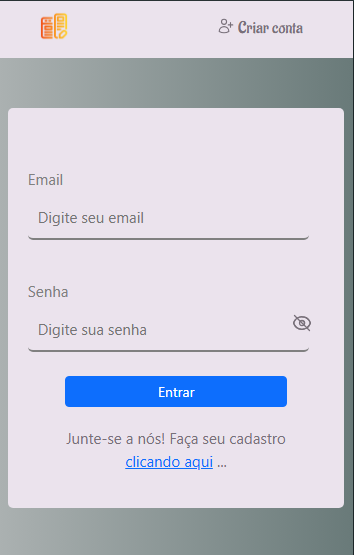 Criar conta
Email
Digite seu email
Senha
Digite sua senha
Entrar
Junte-se a nós! Faça seu cadastro
clicando aqui ...